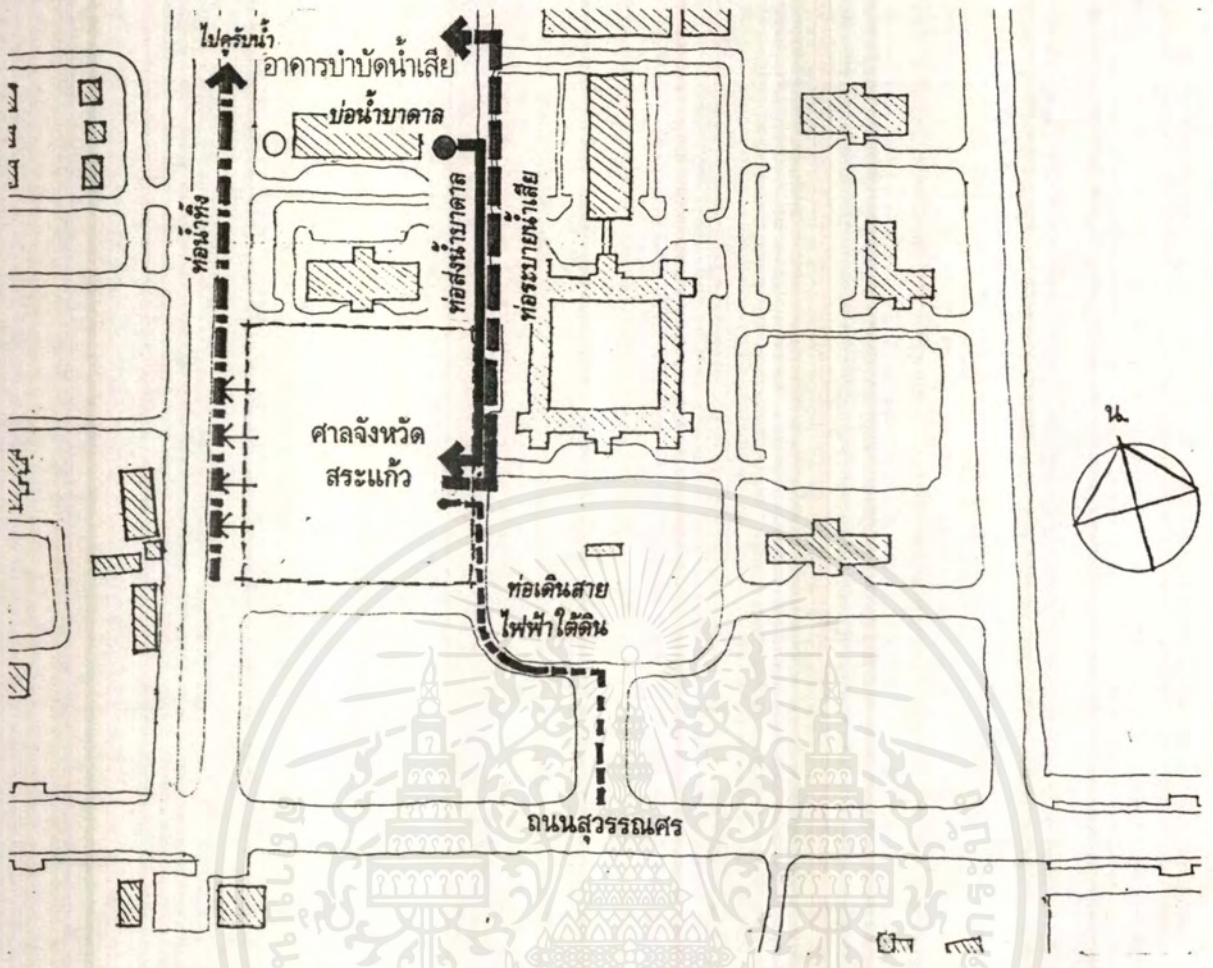 ไปคูรับน้ำ
อาคารบำบัดน้ำเสีย
บ่อน้ำบาดาล
ท่อน้ำทิ้ง
ท่อส่งน้ำบาดาล
ท่อระบายน้ำเสีย
ศาลจังหวัด
สระแก้ว
น.
ท่อเดินสาย
ไฟฟ้าใต้ดิน
ถนนสุวรรณศร